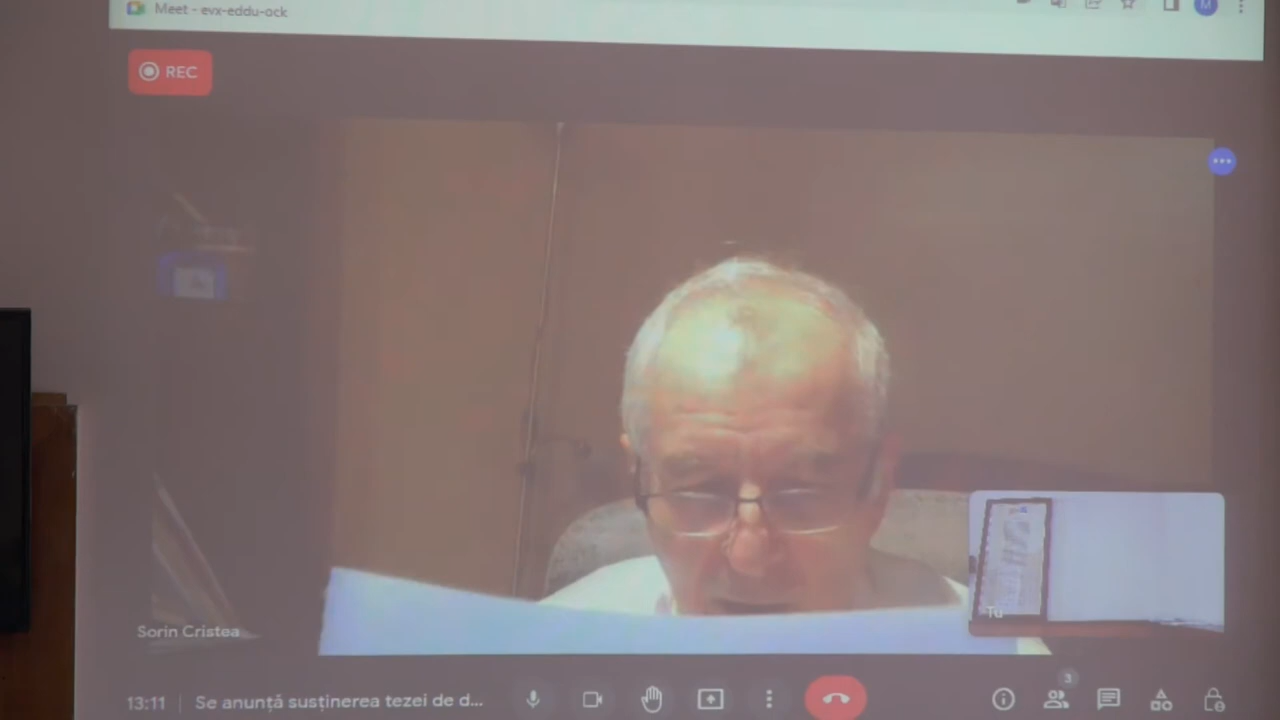 Meet - evx-eddu-ock
M
REC
Tu
Sorin Cristea
3
13:11 | Se anunță susținerea tezei de d...